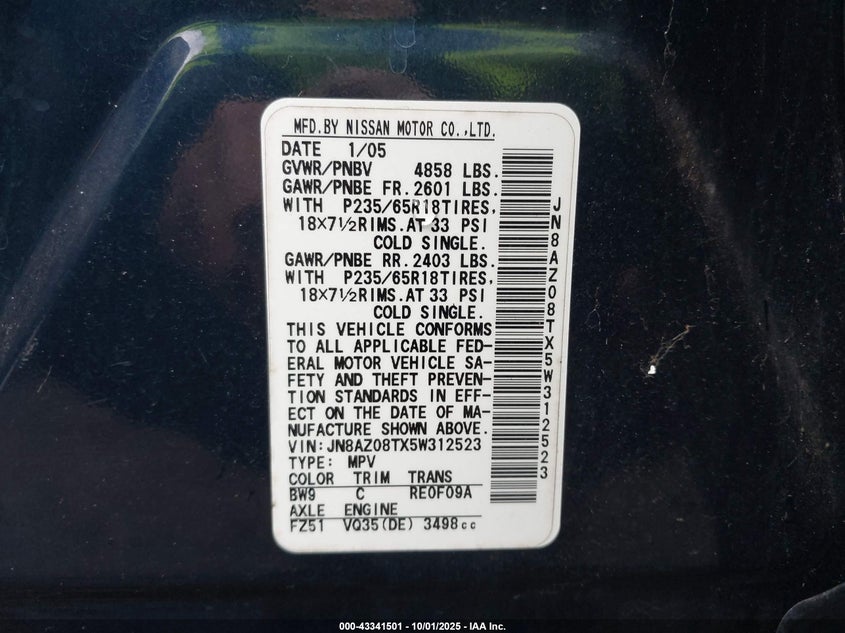 MFD.BY NISSAN MOTOR CO.,LTD.
DATE 1/05
GVWR/PNBV 4858 LBS.
GAWR/PNBE FR. 2601 LBS.
WITH P235/65R18TIRES,
18X7½RIMS.AT 33 PSI
COLD SINGLE.
GAWR/PNBE RR. 2403 LBS.
WITH P235/65R18TIRES,
18X7½RIMS.AT 33 PSI
COLD SINGLE.
THIS VEHICLE CONFORMS
TO ALL APPLICABLE FED-
ERAL MOTOR VEHICLE SA-
FETY AND THEFT PREVEN-
TION STANDARDS IN EFF-
ECT ON THE DATE OF MA-
NUFACTURE SHOWN ABOVE.
VIN:JN8AZ08TX5W312523
TYPE: MPV
COLOR TRIM TRANS
BW9 C RE0F09A
AXLE ENGINE
FZ51 VQ35(DE) 3498cc
JN8AZ08TX5W312523
000-43341501 - 10/01/2025 - IAA Inc.